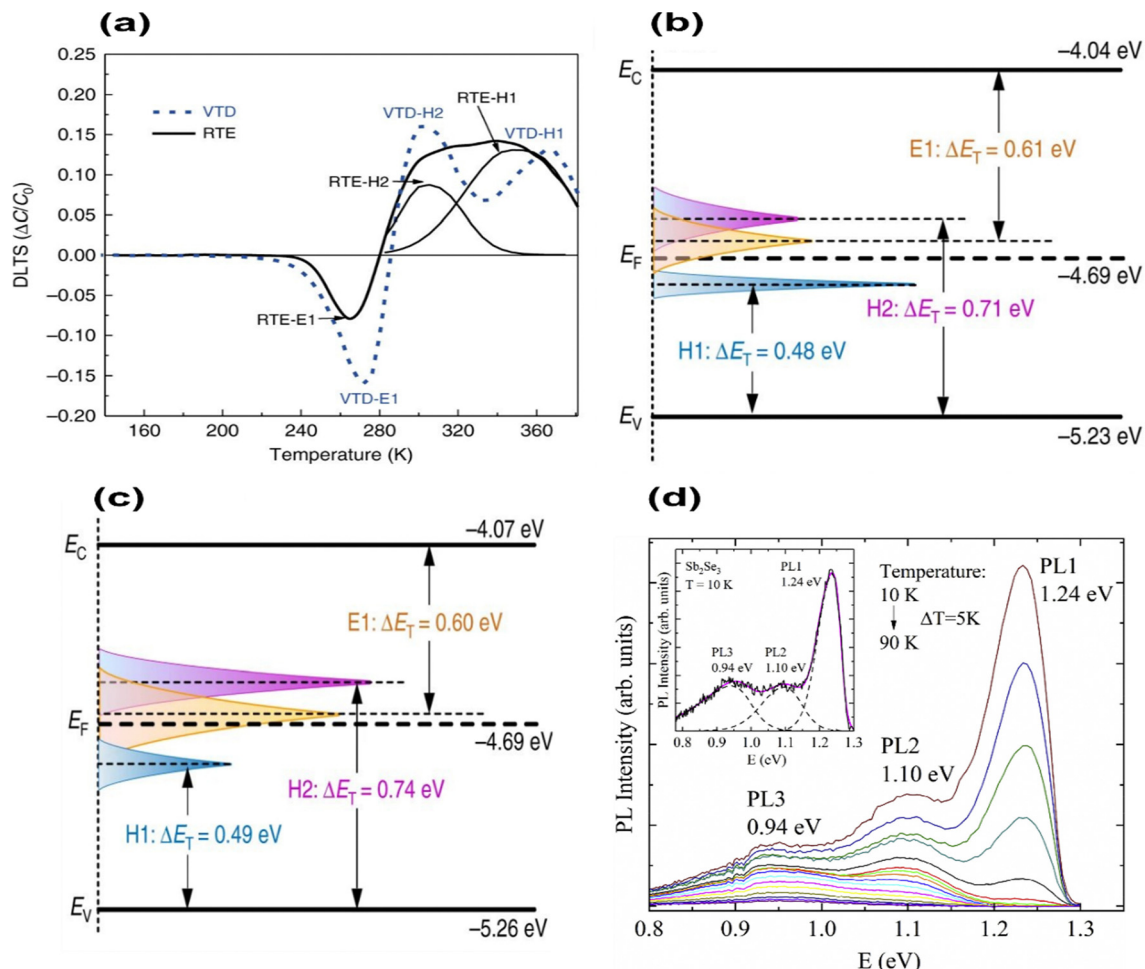 (a)
0.25
0.20
0.15
0.10
0.05
0.00
−0.05
−0.10
−0.15
−0.20
DLTS (ΔC/C0)
VTD
RTE
VTD-H2
RTE-H1
VTD-H1
RTE-H2
RTE-E1
VTD-E1
160 200 240 280 320 360
Temperature (K)
(b)
−4.04 eV
EC
E1: ΔET = 0.61 eV
EF
−4.69 eV
H2: ΔET = 0.71 eV
H1: ΔET = 0.48 eV
EV
−5.23 eV
(c)
−4.07 eV
EC
E1: ΔET = 0.60 eV
EF
−4.69 eV
H2: ΔET = 0.74 eV
H1: ΔET = 0.49 eV
EV
−5.26 eV
(d)
PL Intensity (arb. units)
Sb2Se3
T = 10 K
PL1
1.24 eV
PL3
0.94 eV
PL2
1.10 eV
PL Intensity (arb. units)
0.8 0.9 1.0 1.1 1.2 1.3
E (eV)
Temperature:
10 K
ΔT=5K
90 K
PL1
1.24 eV
PL2
1.10 eV
PL3
0.94 eV
0.8 0.9 1.0 1.1 1.2 1.3
E (eV)